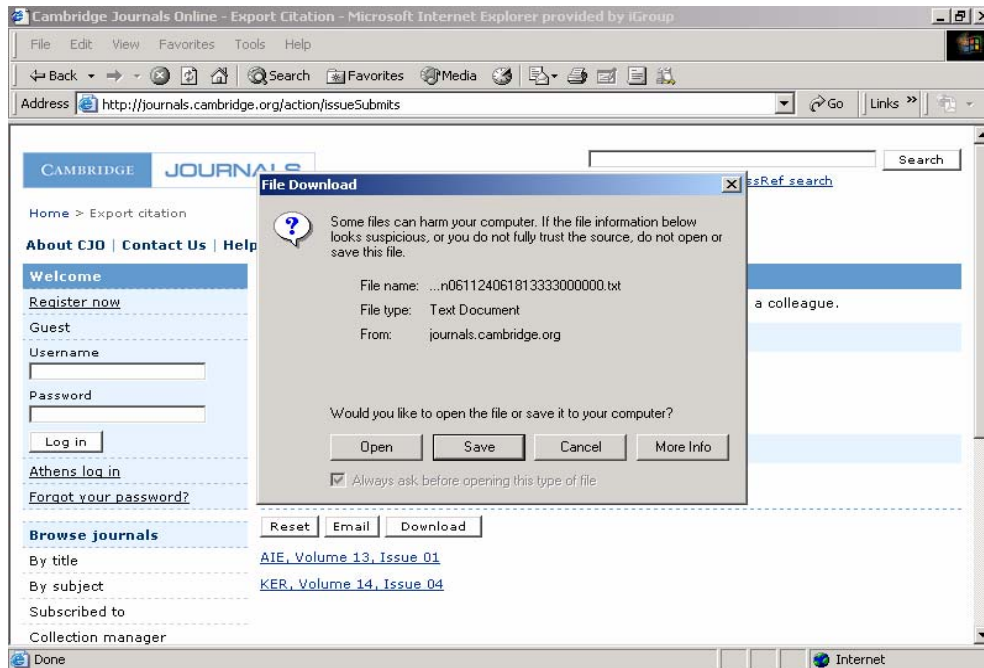 Cambridge Journals Online - Export Citation - Microsoft Internet Explorer provided by iGroup
File Edit View Favorites Tools Help
Back Search Favorites Media
Address http://journals.cambridge.org/action/issueSubmits Go Links »
CAMBRIDGE JOURNALS
Search
ssRef search
Home > Export citation
About CJO | Contact Us | Help
File Download
Some files can harm your computer. If the file information below
looks suspicious, or you do not fully trust the source, do not open or
save this file.
File name: ...n061124061813333000000.txt
File type: Text Document
From: journals.cambridge.org
Would you like to open the file or save it to your computer?
Open Save Cancel More Info
Always ask before opening this type of file
a colleague.
Welcome
Register now
Guest
Username
Password
Log in
Athens log in
Forgot your password?
Browse journals
By title
By subject
Subscribed to
Collection manager
Reset Email Download
AIE, Volume 13, Issue 01
KER, Volume 14, Issue 04
Done Internet